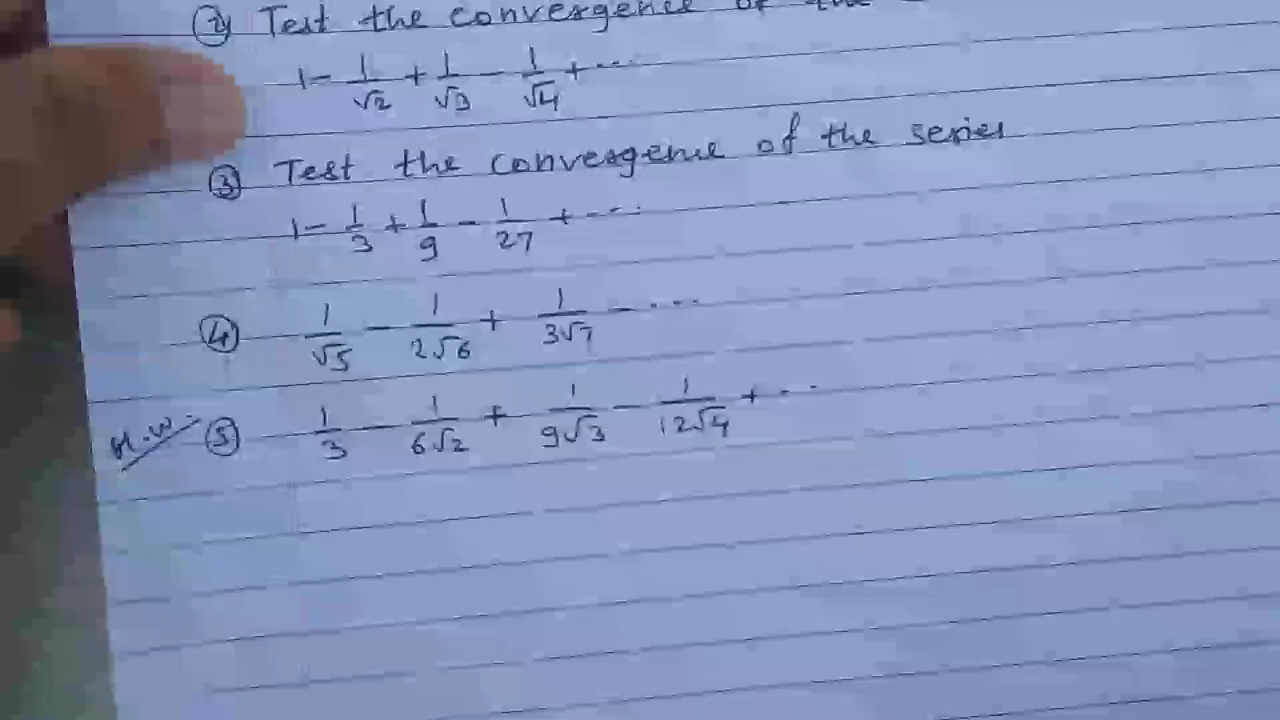 ② Test the convergence of the
1 - 1/√2 + 1/√3 - 1/√4 + ...
③ Test the convergence of the series
1 - 1/3 + 1/9 - 1/27 + ...
④ 1/√5 - 1/2√6 + 1/3√7 - ...
H.W. ⑤ 1/3 - 1/6√2 + 1/9√3 - 1/12√4 + ...